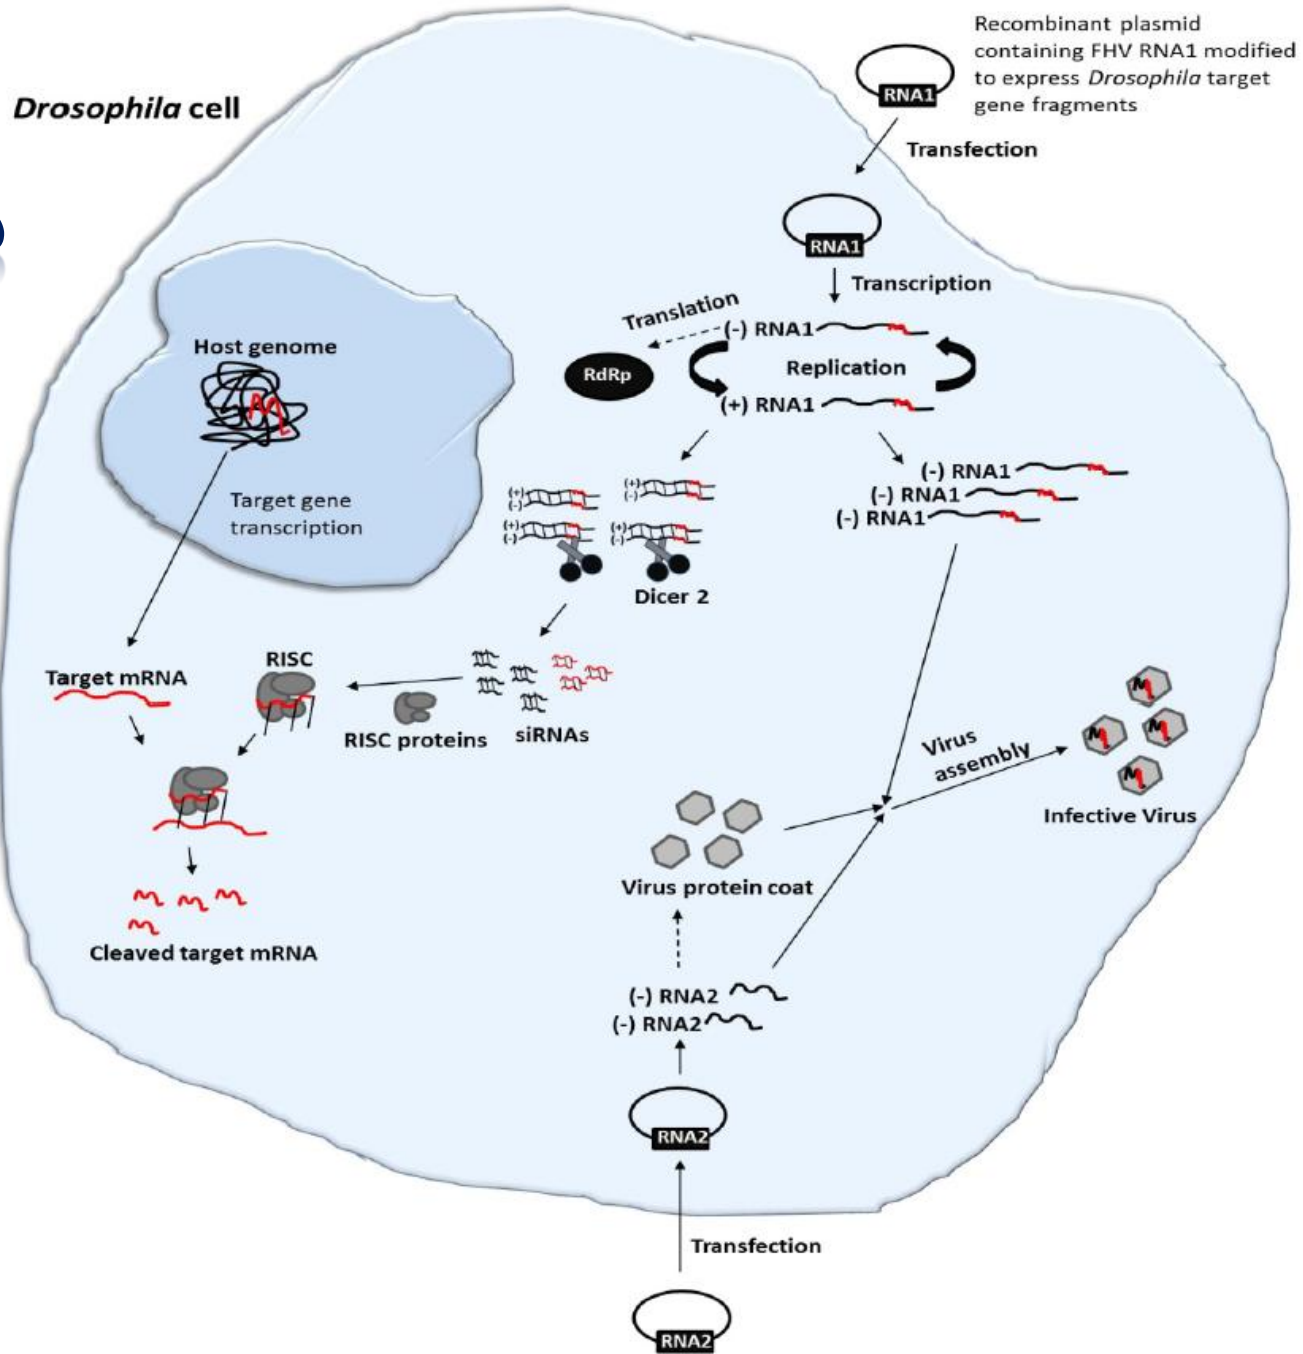 Recombinant plasmid
containing FHV RNA1 modified
to express Drosophila target
gene fragments
RNA1
Drosophila cell
Transfection
RNA1
Transcription
Translation
(-) RNA1
RdRp
Replication
(+) RNA1
Host genome
Target gene
transcription
(-) RNA1
(-) RNA1
(-) RNA1
(+)
(-)
(+)
(-)
(+)
(-)
(+)
(-)
Dicer 2
Target mRNA
RISC
RISC proteins
siRNAs
Virus
assembly
Infective Virus
Virus protein coat
Cleaved target mRNA
(-) RNA2
(-) RNA2
RNA2
Transfection
RNA2